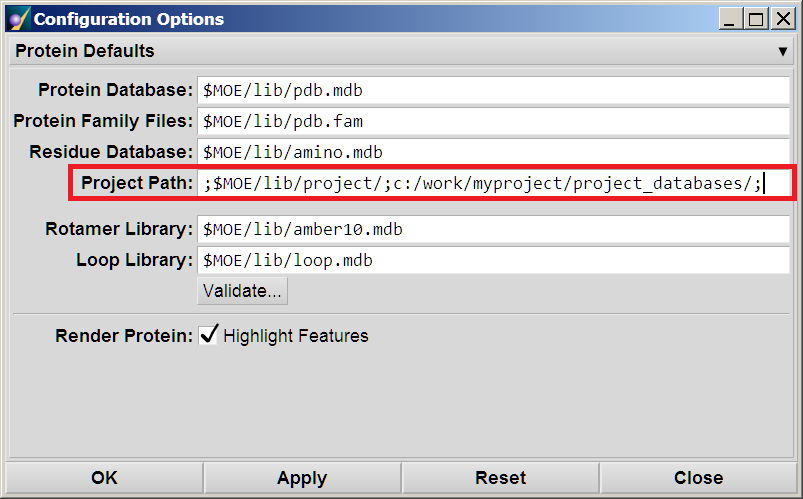 Configuration Options
Protein Defaults
Protein Database: $MOE/lib/pdb.mdb
Protein Family Files: $MOE/lib/pdb.fam
Residue Database: $MOE/lib/amino.mdb
Project Path: ;$MOE/lib/project/;c:/work/myproject/project_databases/;
Rotamer Library: $MOE/lib/amber10.mdb
Loop Library: $MOE/lib/loop.mdb
Validate...
Render Protein: Highlight Features
OK Apply Reset Close